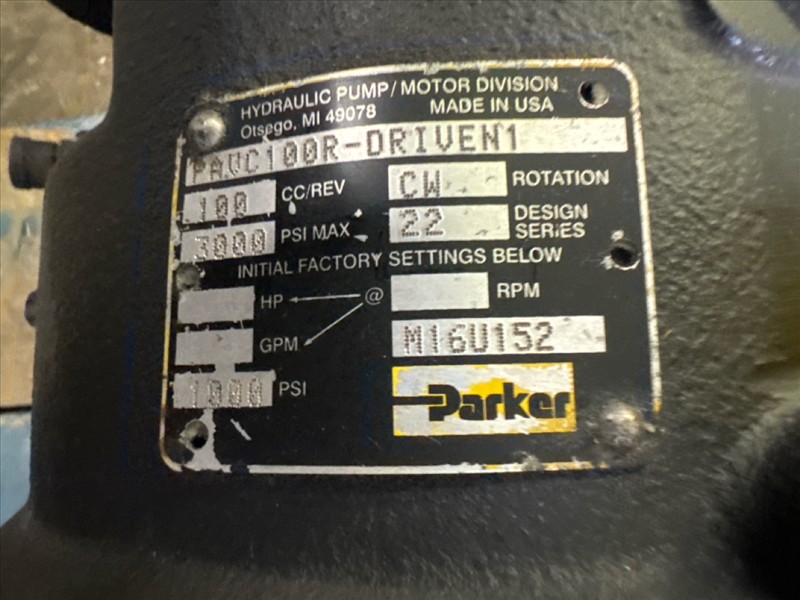 HYDRAULIC PUMP/MOTOR DIVISION
Otsego, MI 49078 MADE IN USA
PAVC100R-DRIVEN1
100 CC/REV CW ROTATION
3000 PSI MAX 22 DESIGN SERIES
INITIAL FACTORY SETTINGS BELOW
HP @ RPM
GPM M16U152
1000 PSI Parker